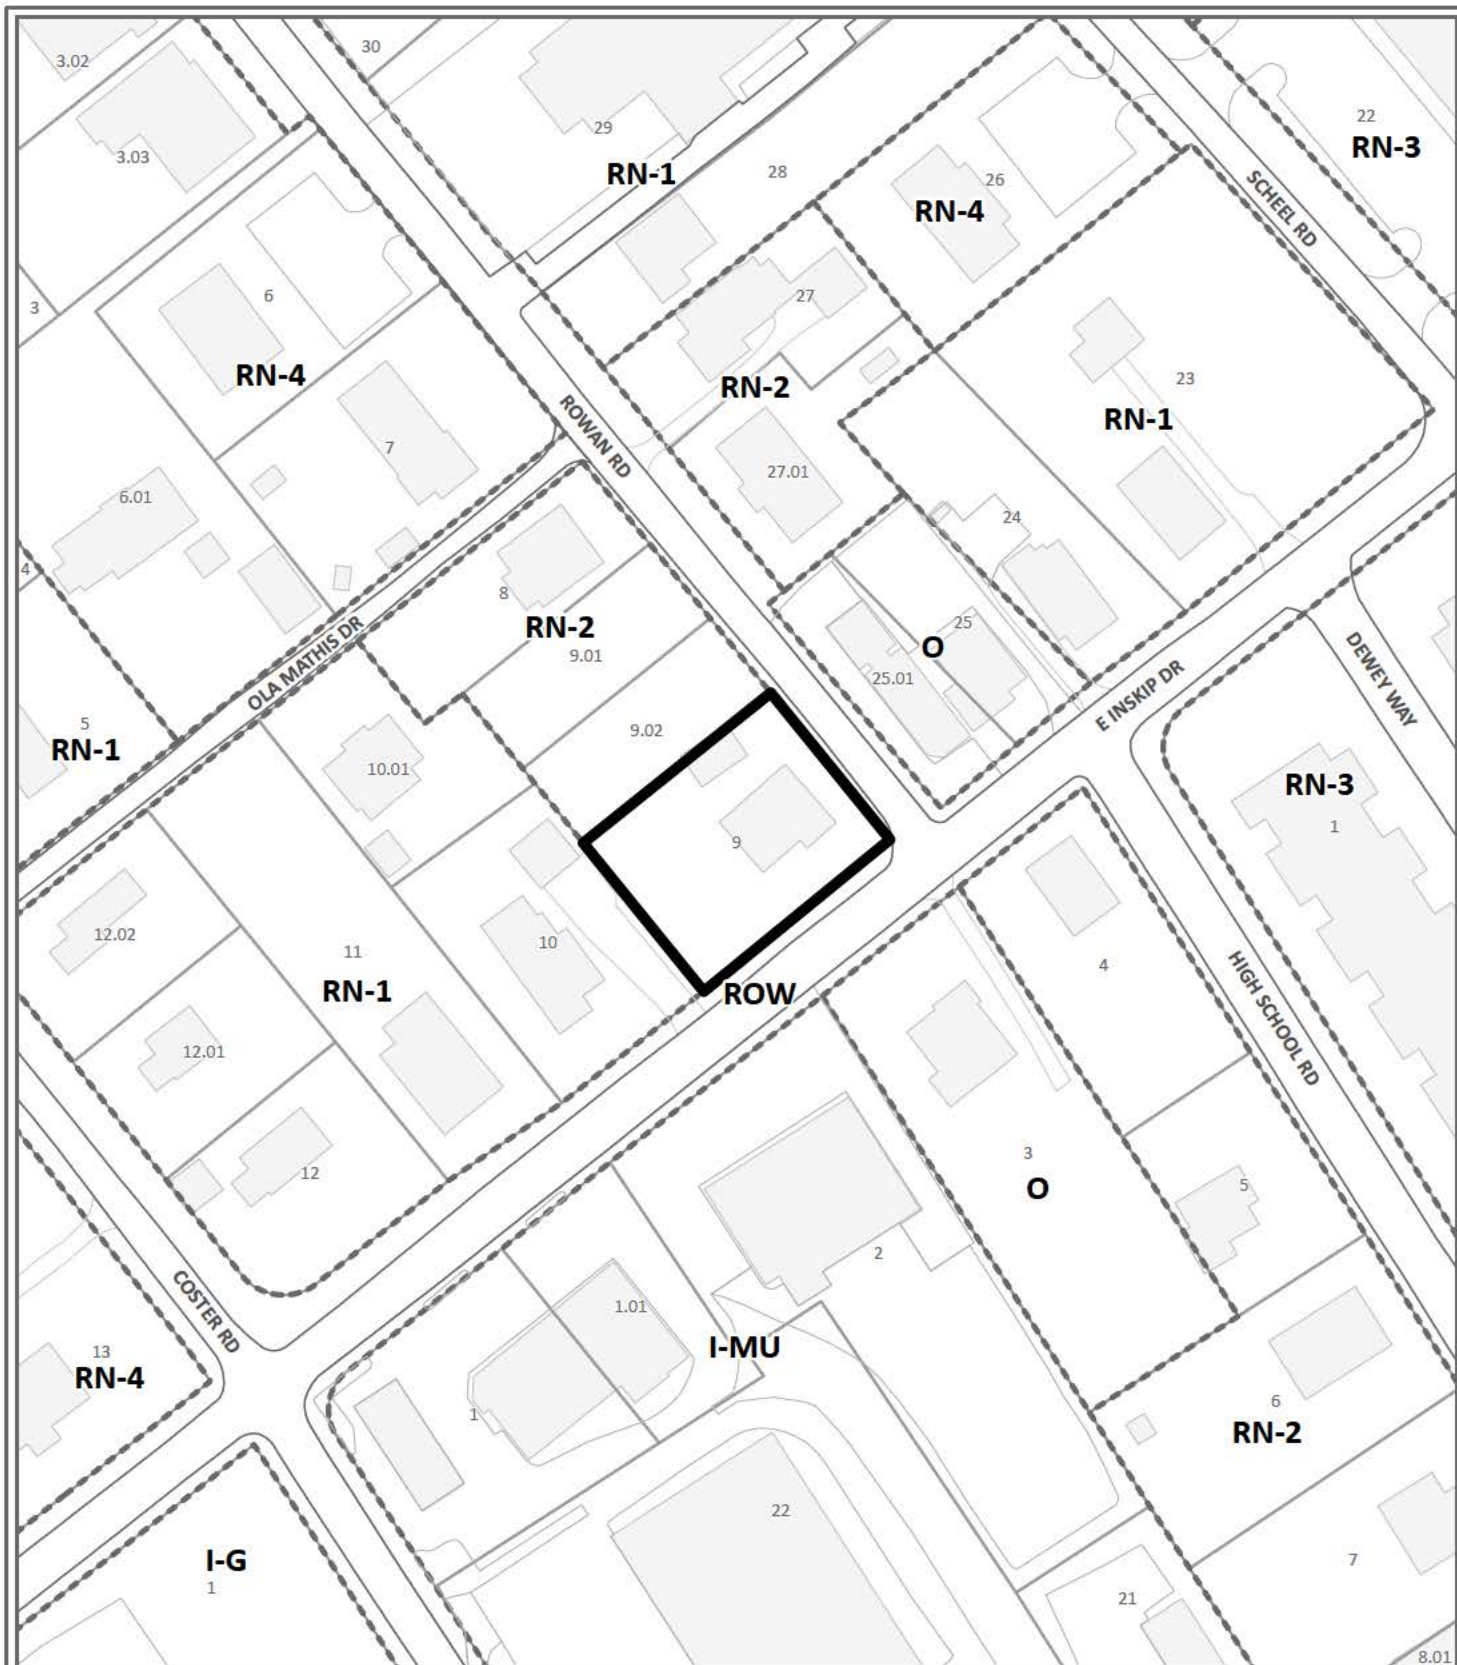 30
3.02
29
22
RN-3
3.03
RN-1
28
26
RN-4
SCHEEL RD
6
3
27
RN-4
RN-2
23
RN-1
ROWAN RD
7
27.01
6.01
24
4
8
RN-2
9.01
25
O
25.01
OLA MATHIS DR
E INSKIP DR
DEWEY WAY
5
RN-1
9.02
10.01
RN-3
1
9
12.02
11
RN-1
10
ROW
4
HIGH SCHOOL RD
12.01
12
3
O
5
2
COSTER RD
1.01
I-MU
13
RN-4
1
6
RN-2
22
I-G
1
7
21
8.01